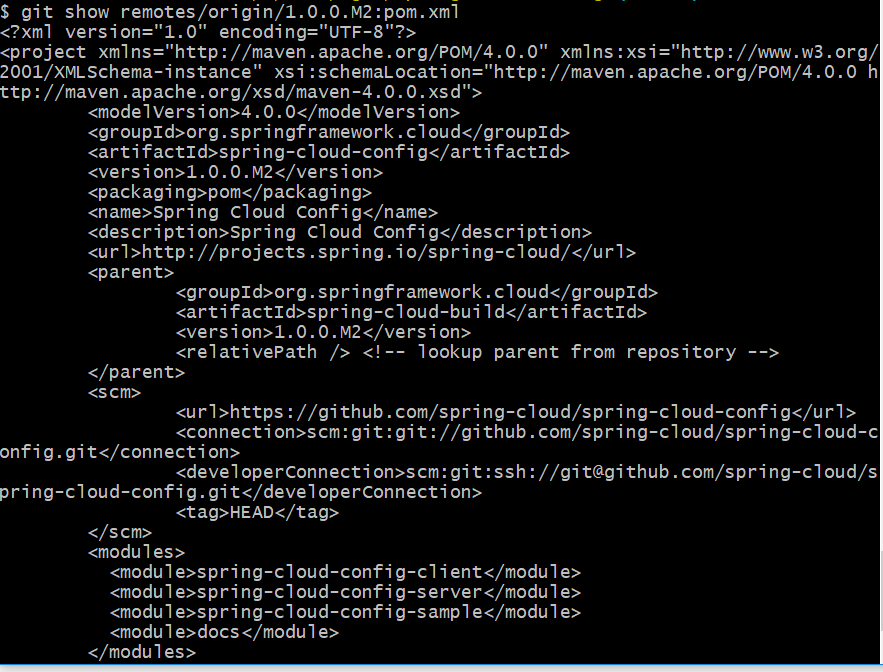 $ git show remotes/origin/1.0.0.M2:pom.xml
<?xml version="1.0" encoding="UTF-8"?>
<project xmlns="http://maven.apache.org/POM/4.0.0" xmlns:xsi="http://www.w3.org/
2001/XMLSchema-instance" xsi:schemaLocation="http://maven.apache.org/POM/4.0.0 h
ttp://maven.apache.org/xsd/maven-4.0.0.xsd">
        <modelVersion>4.0.0</modelVersion>
        <groupId>org.springframework.cloud</groupId>
        <artifactId>spring-cloud-config</artifactId>
        <version>1.0.0.M2</version>
        <packaging>pom</packaging>
        <name>Spring Cloud Config</name>
        <description>Spring Cloud Config</description>
        <url>http://projects.spring.io/spring-cloud/</url>
        <parent>
                <groupId>org.springframework.cloud</groupId>
                <artifactId>spring-cloud-build</artifactId>
                <version>1.0.0.M2</version>
                <relativePath /> <!-- lookup parent from repository -->
        </parent>
        <scm>
                <url>https://github.com/spring-cloud/spring-cloud-config</url>
                <connection>scm:git:git://github.com/spring-cloud/spring-cloud-c
onfig.git</connection>
                <developerConnection>scm:git:ssh://git@github.com/spring-cloud/s
pring-cloud-config.git</developerConnection>
                <tag>HEAD</tag>
        </scm>
        <modules>
          <module>spring-cloud-config-client</module>
          <module>spring-cloud-config-server</module>
          <module>spring-cloud-config-sample</module>
          <module>docs</module>
        </modules>